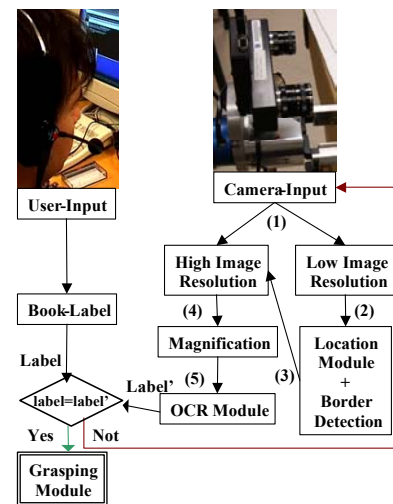 User-Input
Camera-Input
(1)
High Image
Resolution
Low Image
Resolution
(4)
(2)
Book-Label
Magnification
Location
Module
+
Border
Detection
(3)
Label
(5)
Label’
label=label’
OCR Module
Yes
Not
Grasping
Module